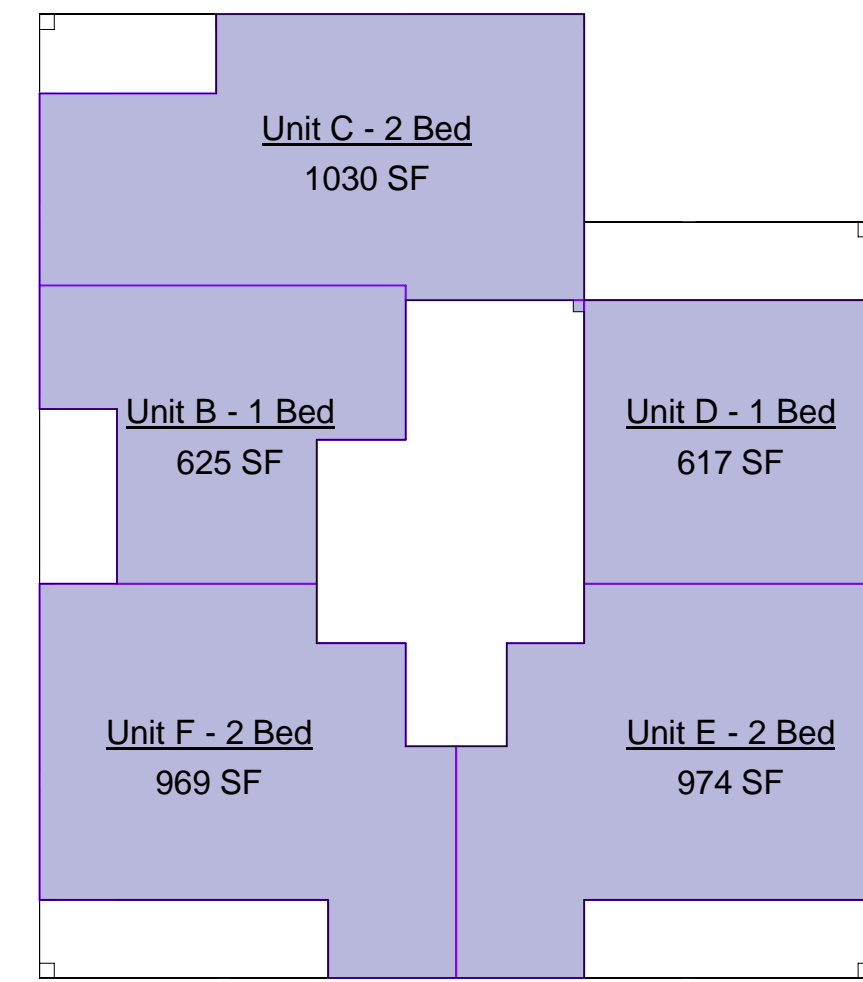 Unit C - 2 Bed
1030 SF
Unit B - 1 Bed
625 SF
Unit D - 1 Bed
617 SF
Unit F - 2 Bed
969 SF
Unit E - 2 Bed
974 SF